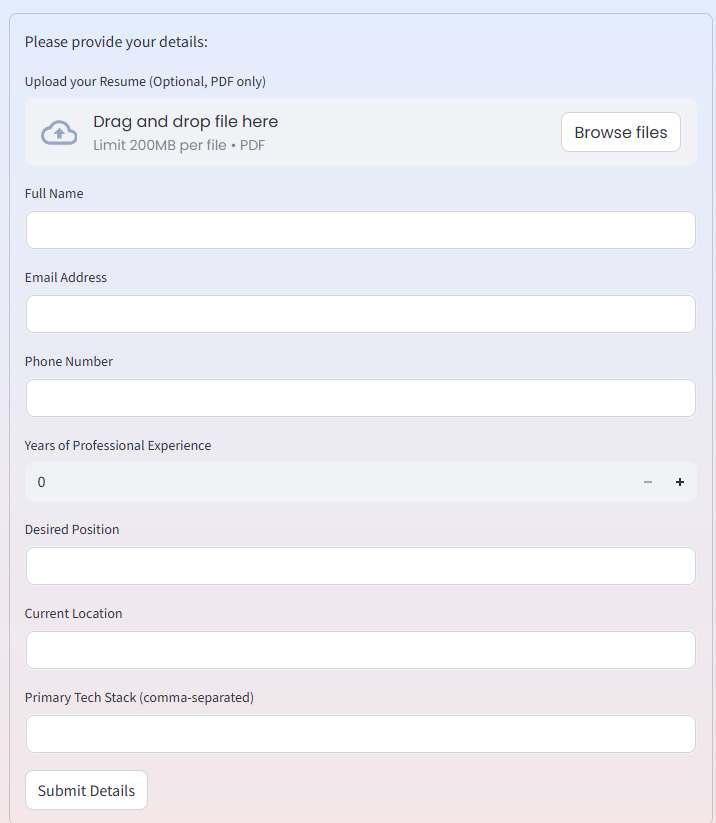 Please provide your details:
Upload your Resume (Optional, PDF only)
Drag and drop file here
Limit 200MB per file • PDF
Browse files
Full Name
Email Address
Phone Number
Years of Professional Experience
0
Desired Position
Current Location
Primary Tech Stack (comma-separated)
Submit Details